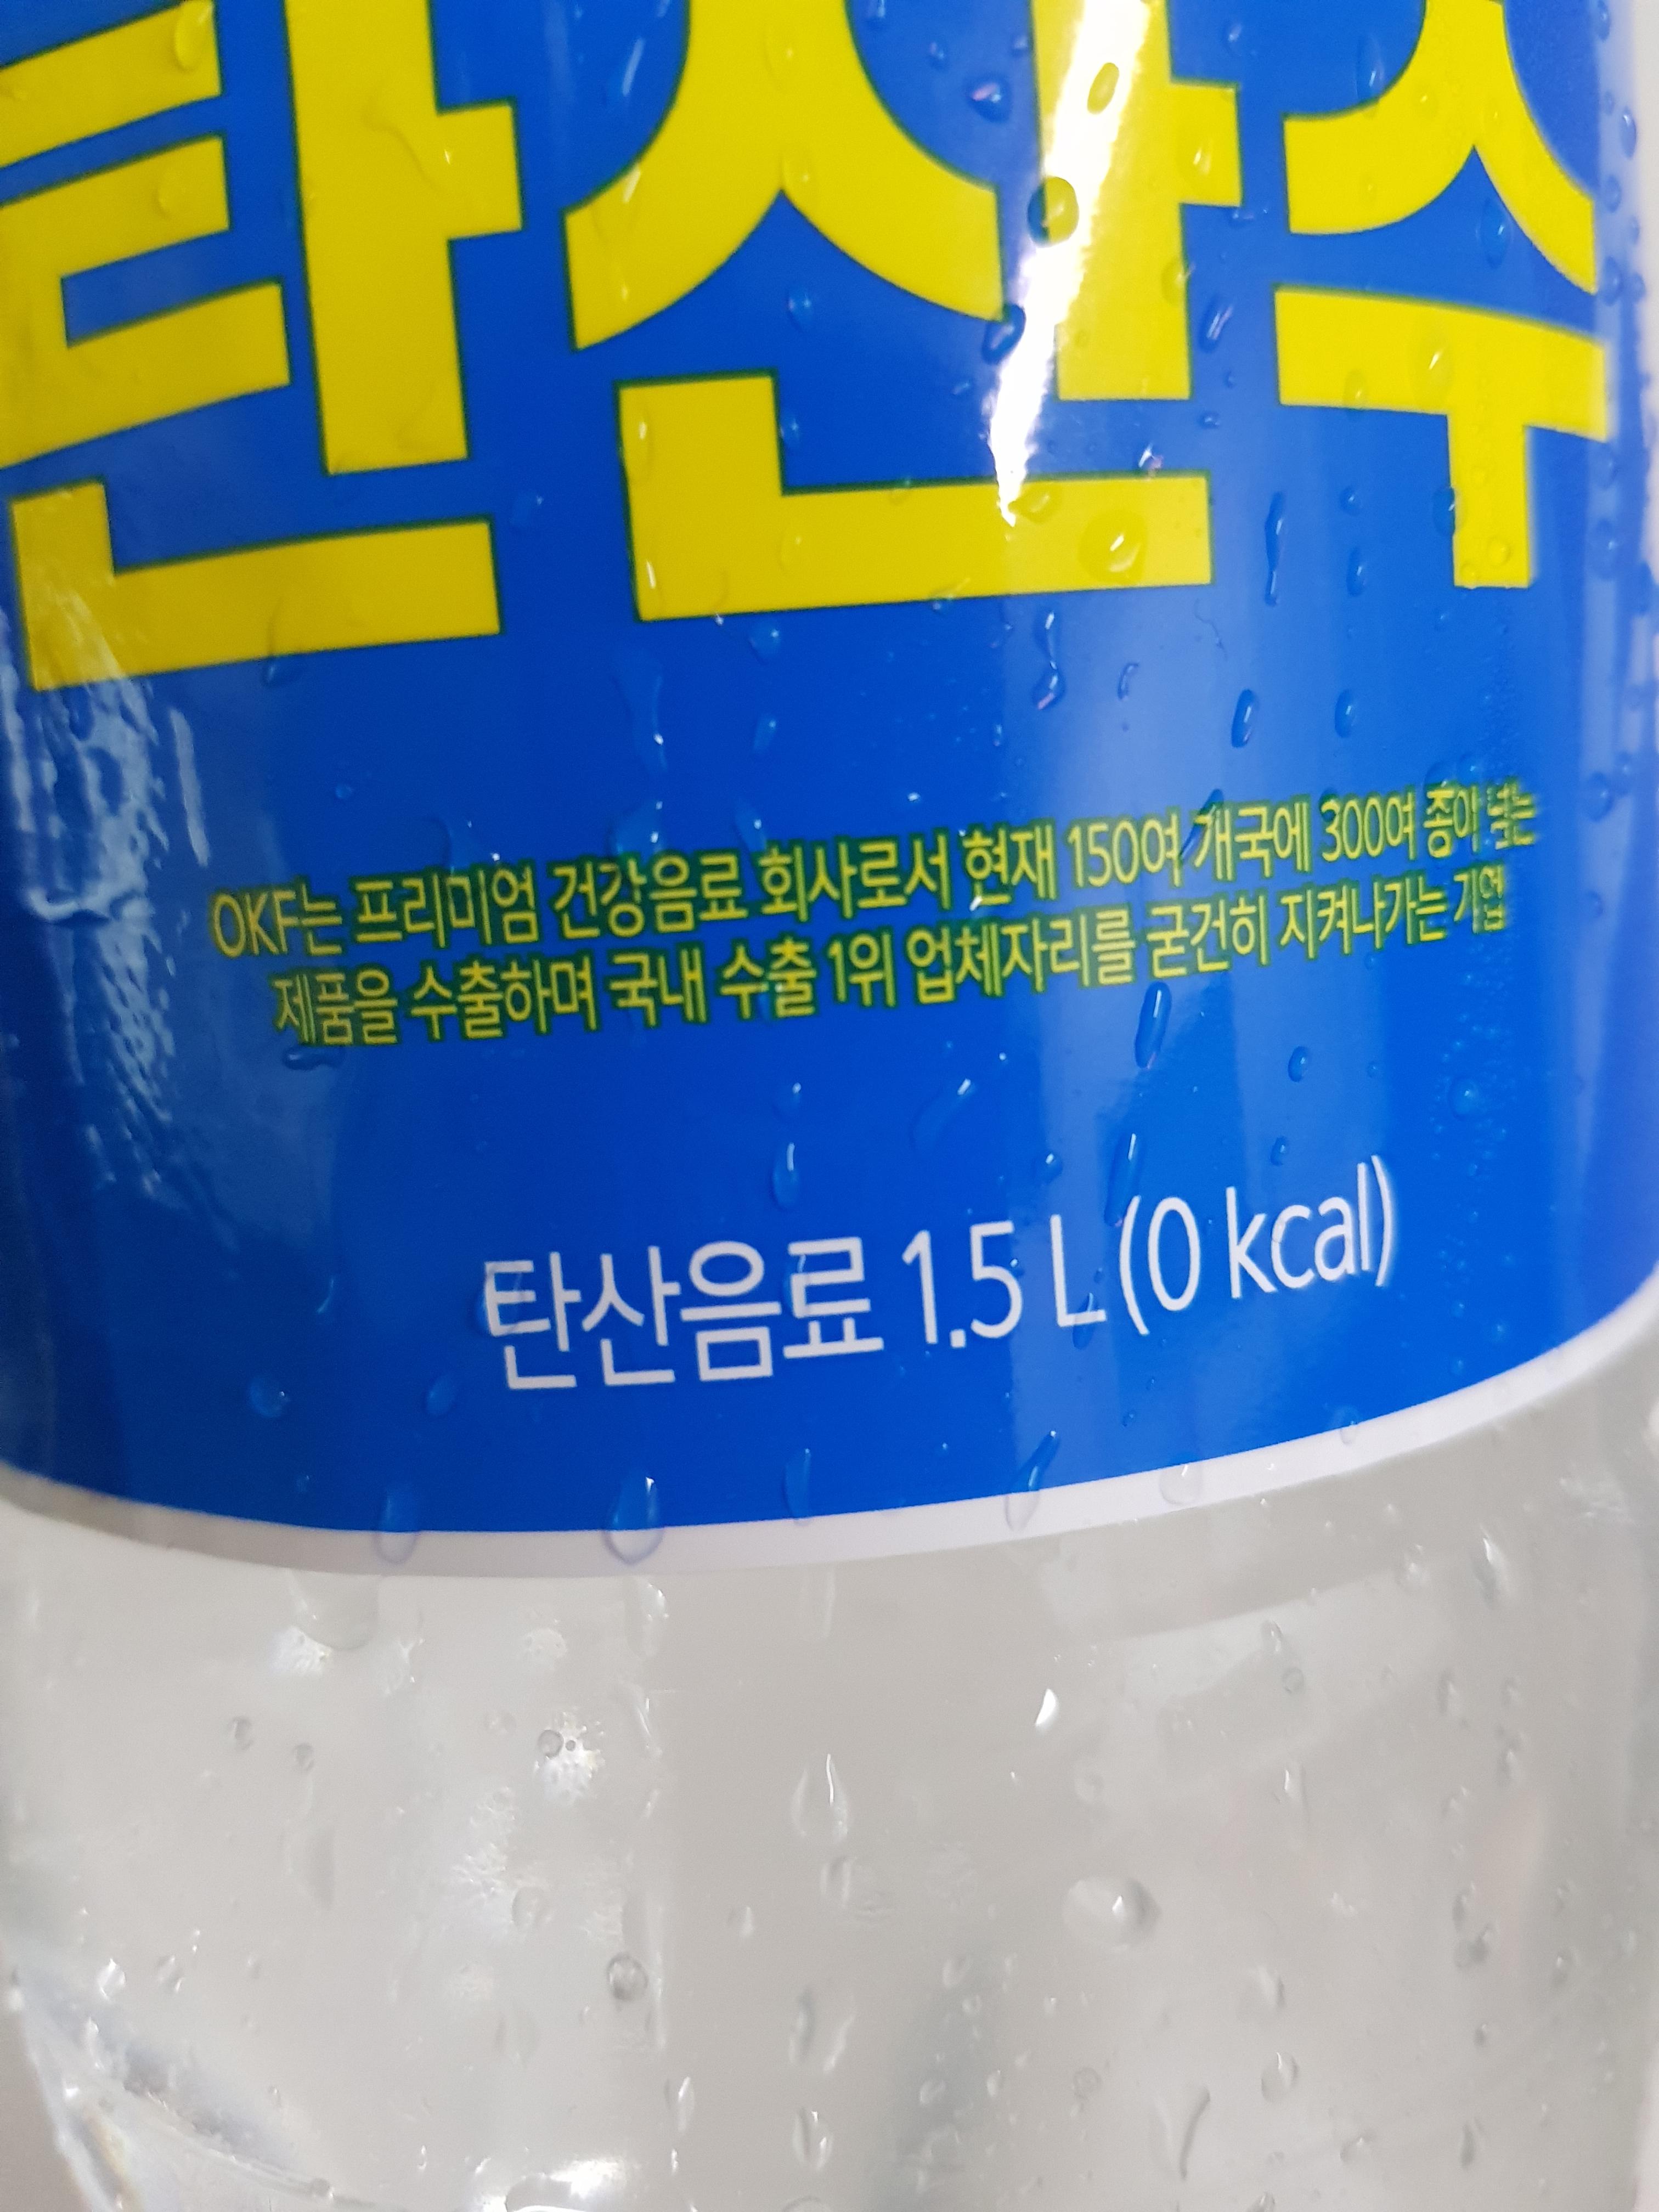 탄산수
OKF는 프리미엄 건강음료 회사로서 현재 150여 개국에 300여 종이 넘는
제품을 수출하며 국내 수출 1위 업체자리를 굳건히 지켜나가는 기업
탄산음료 1.5 L (0 kcal)